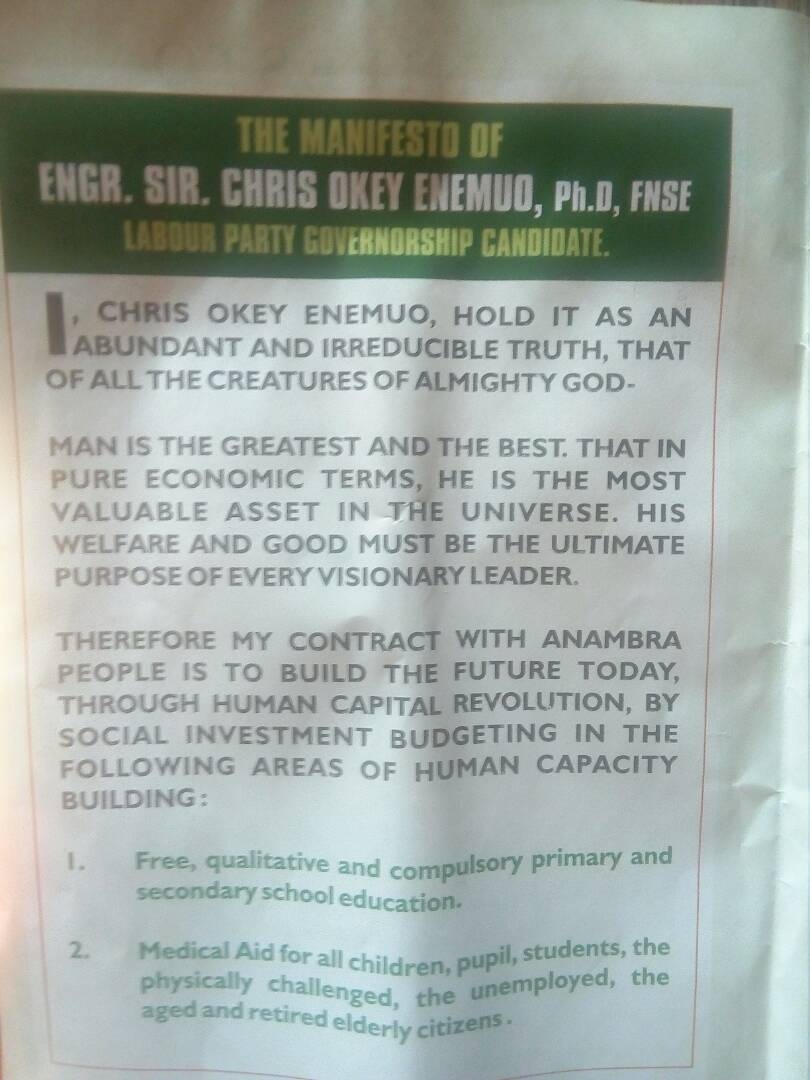 THE MANIFESTO OF
ENGR. SIR. CHRIS OKEY ENEMUO, Ph.D, FNSE
LABOUR PARTY GOVERNORSHIP CANDIDATE.
I, CHRIS OKEY ENEMUO, HOLD IT AS AN
ABUNDANT AND IRREDUCIBLE TRUTH, THAT
OF ALL THE CREATURES OF ALMIGHTY GOD-
MAN IS THE GREATEST AND THE BEST. THAT IN
PURE ECONOMIC TERMS, HE IS THE MOST
VALUABLE ASSET IN THE UNIVERSE. HIS
WELFARE AND GOOD MUST BE THE ULTIMATE
PURPOSE OF EVERY VISIONARY LEADER.
THEREFORE MY CONTRACT WITH ANAMBRA
PEOPLE IS TO BUILD THE FUTURE TODAY,
THROUGH HUMAN CAPITAL REVOLUTION, BY
SOCIAL INVESTMENT BUDGETING IN THE
FOLLOWING AREAS OF HUMAN CAPACITY
BUILDING:
1. Free, qualitative and compulsory primary and
secondary school education.
2. Medical Aid for all children, pupil, students, the
physically challenged, the unemployed, the
aged and retired elderly citizens.